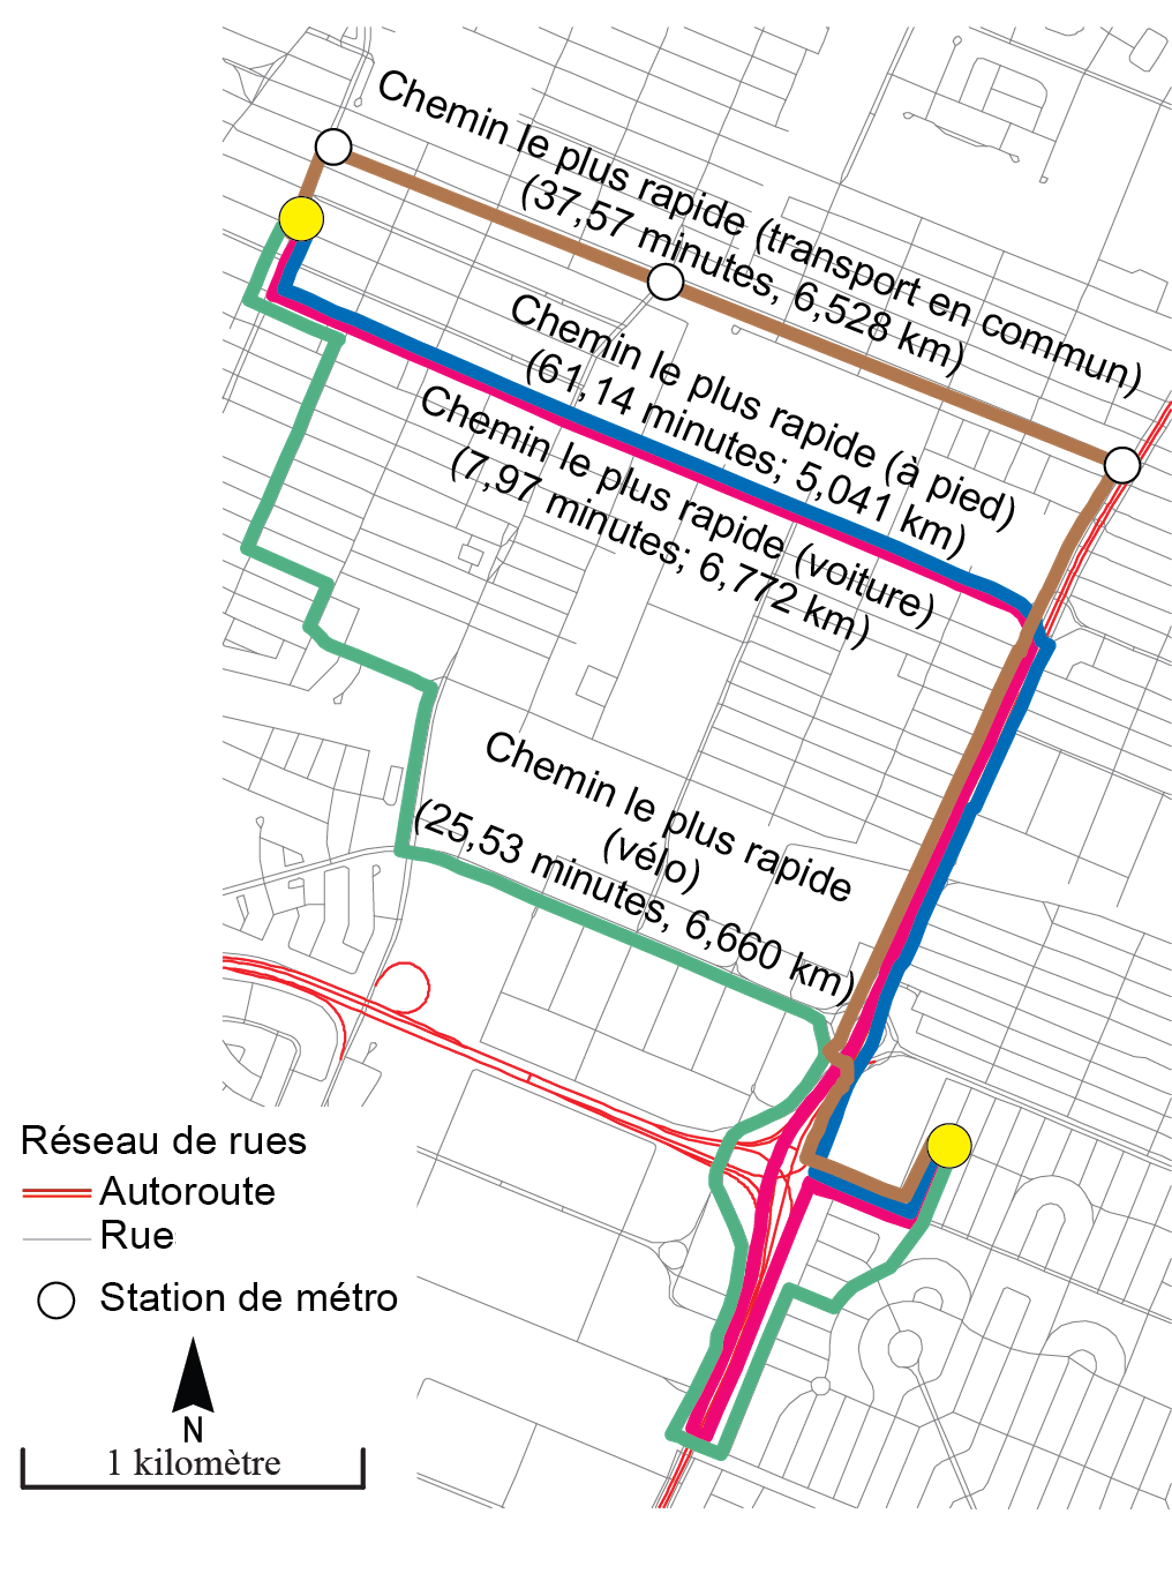 Chemin le plus rapide (transport en commun)
(37,57 minutes, 6,528 km)
Chemin le plus rapide (à pied)
(61,14 minutes; 5,041 km)
Chemin le plus rapide (voiture)
(7,97 minutes; 6,772 km)
Chemin le plus rapide
(vélo)
(25,53 minutes, 6,660 km)
Réseau de rues
Autoroute
Rue
Station de métro
N
1 kilomètre